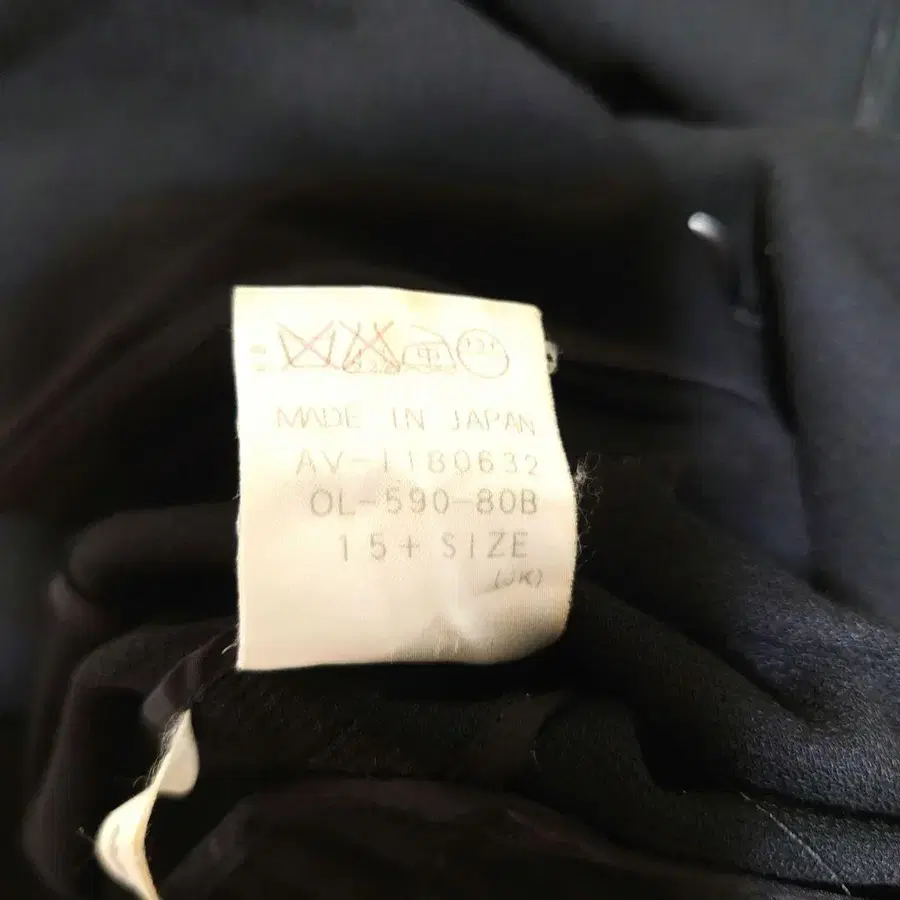 MADE IN JAPAN
AV-1180632
OL-590-80B
15+ SIZE
(JK)